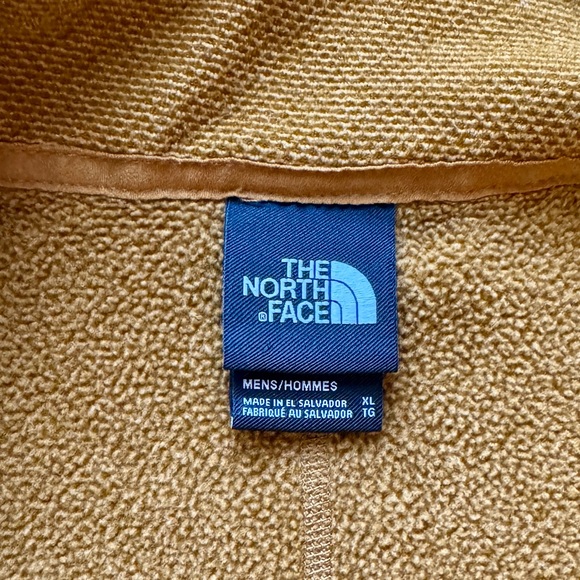 THE
NORTH
® FACE
MENS/HOMMES
MADE IN EL SALVADOR XL
FABRIQUÉ AU SALVADOR TG